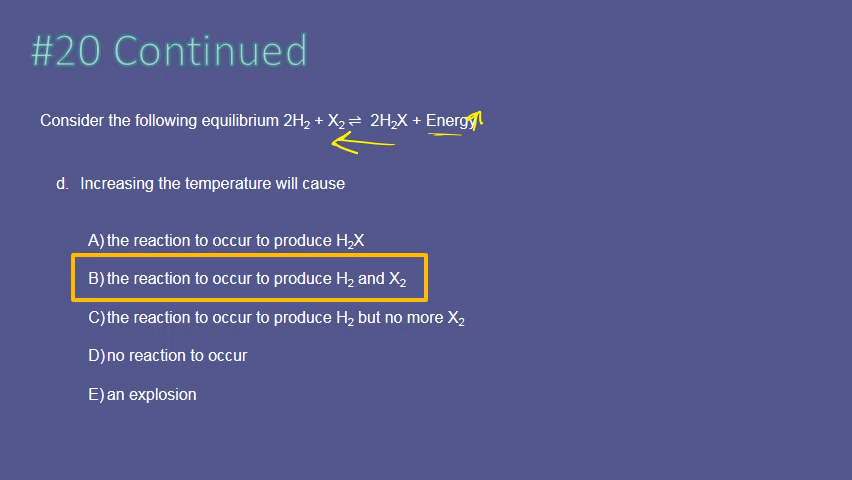 #20 Continued
Consider the following equilibrium 2H₂ + X₂ ⇌ 2H₂X + Energy
d. Increasing the temperature will cause
A) the reaction to occur to produce H₂X
B) the reaction to occur to produce H₂ and X₂
C) the reaction to occur to produce H₂ but no more X₂
D) no reaction to occur
E) an explosion